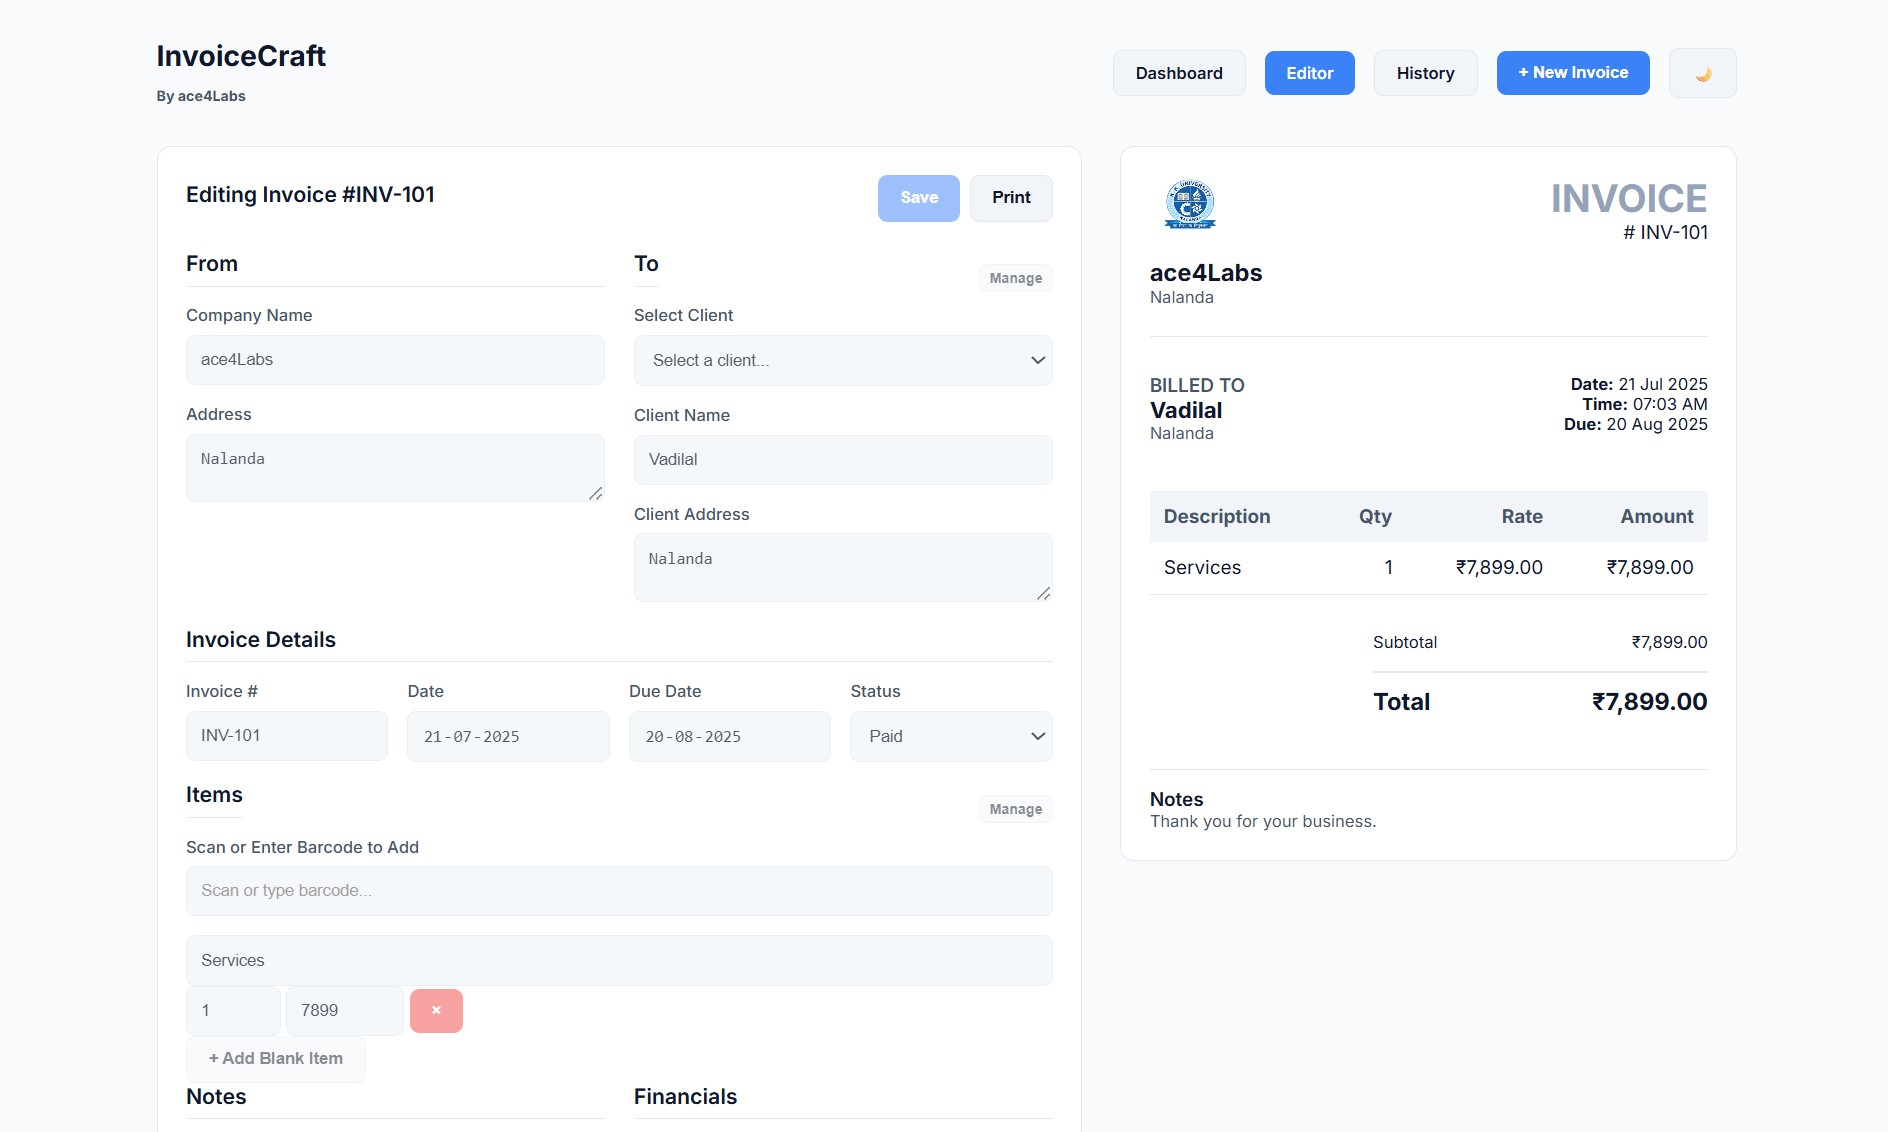 InvoiceCraft
By ace4Labs
Dashboard
Editor
History
+ New Invoice
Editing Invoice #INV-101
Save
Print
From
Company Name
ace4Labs
Address
Nalanda
To
Manage
Select Client
Select a client...
Client Name
Vadilal
Client Address
Nalanda
Invoice Details
Invoice #
Date
Due Date
Status
INV-101
21-07-2025
20-08-2025
Paid
Items
Manage
Scan or Enter Barcode to Add
Scan or type barcode...
Services
1
7899
×
+ Add Blank Item
Notes
Financials
INVOICE
# INV-101
ace4Labs
Nalanda
BILLED TO
Vadilal
Nalanda
Date: 21 Jul 2025
Time: 07:03 AM
Due: 20 Aug 2025
Description Qty Rate Amount
Services 1 ₹7,899.00 ₹7,899.00
Subtotal ₹7,899.00
Total ₹7,899.00
Notes
Thank you for your business.